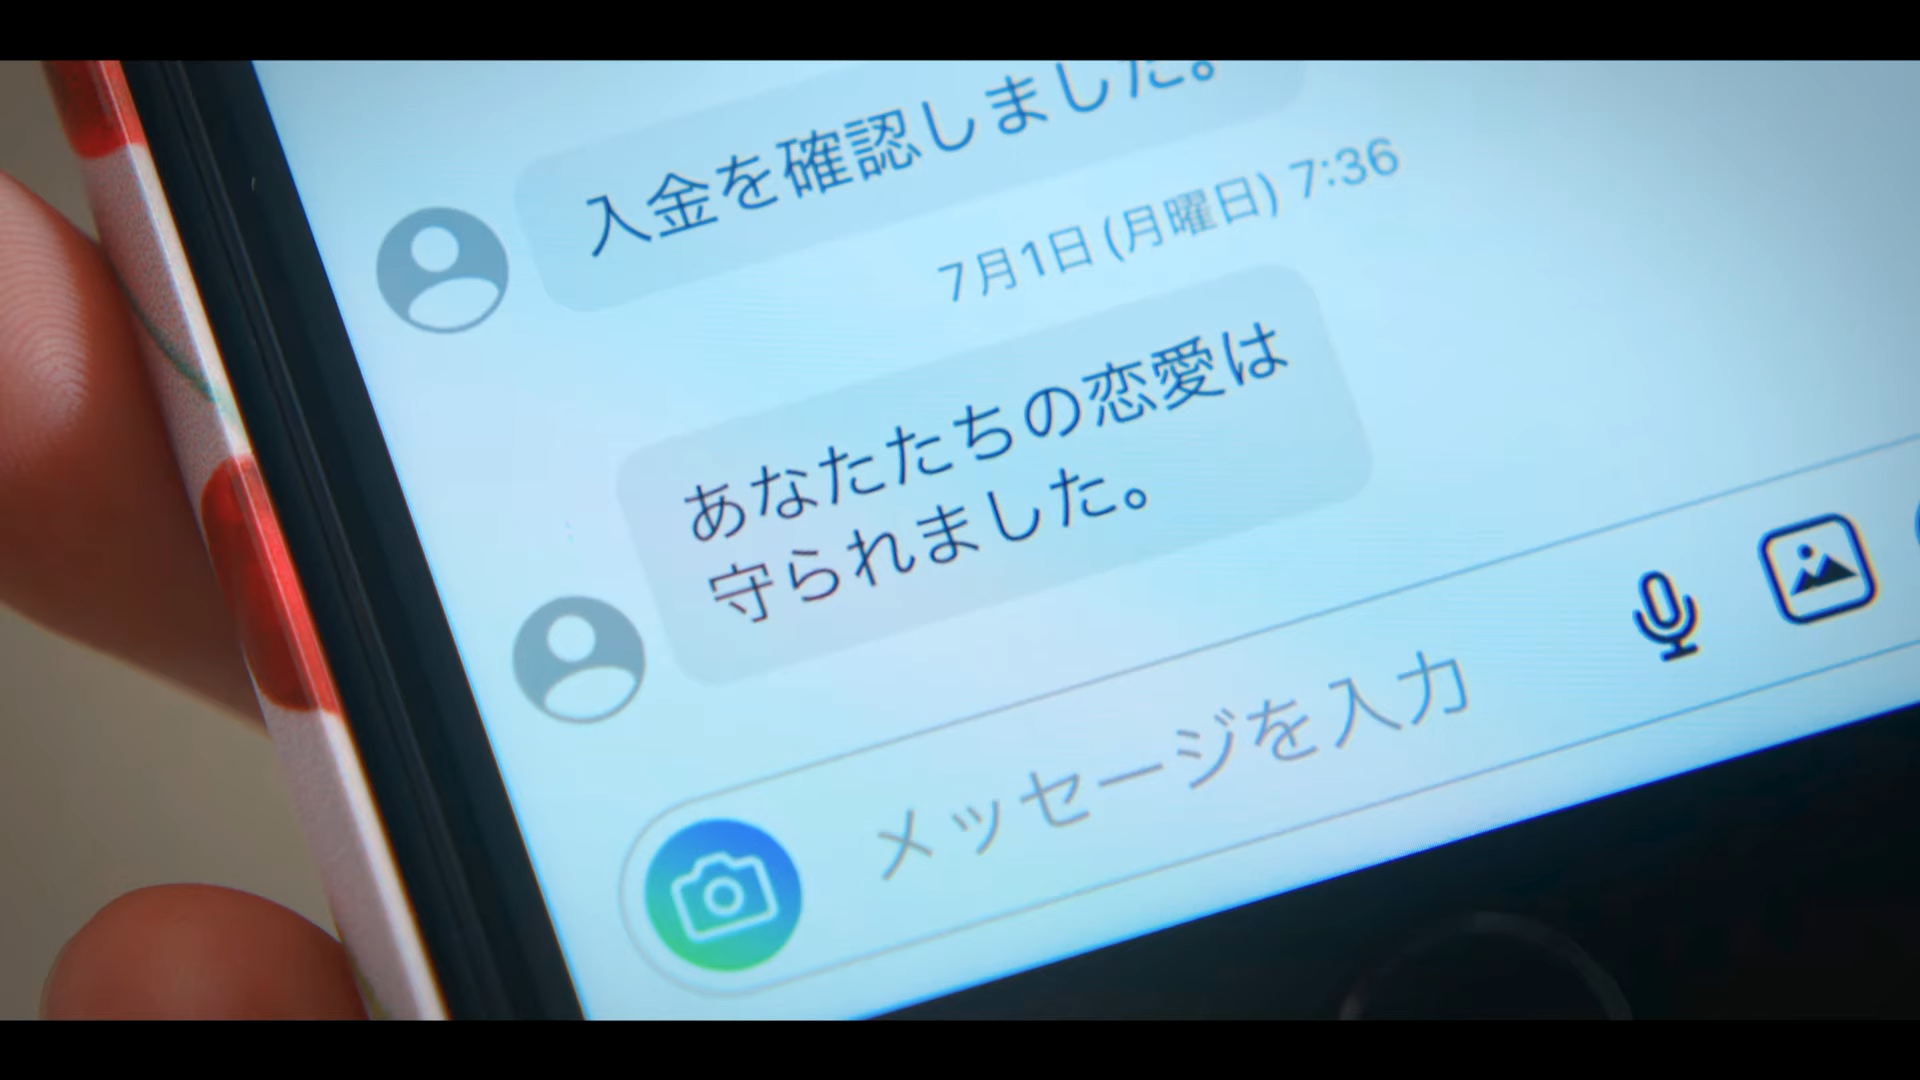 入金を確認しました。
7月1日(月曜日) 7:36
あなたたちの恋愛は
守られました。
メッセージを入力